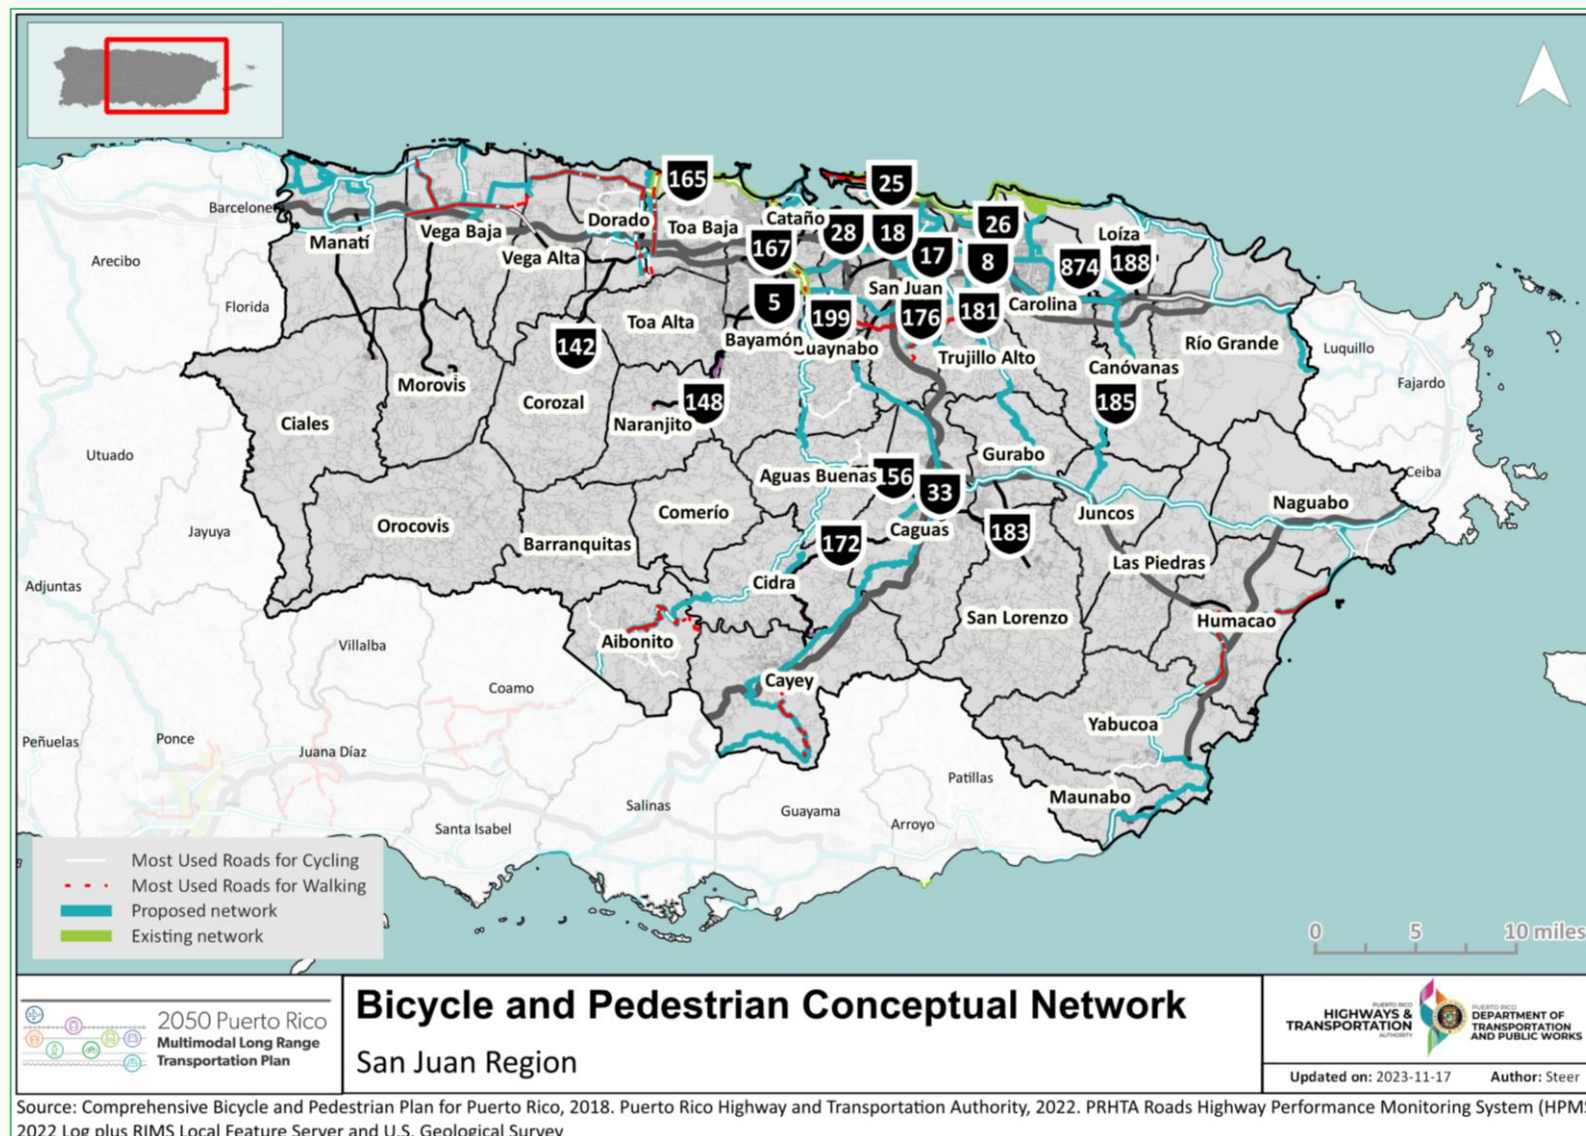 165
25
Barceloneta
Dorado
Toa Baja
Cataño
28
18
26
Loíza
Manatí
Vega Baja
Vega Alta
167
17
8
874
188
Arecibo
San Juan
Carolina
Florida
Toa Alta
5
199
176
181
142
Bayamón
Guaynabo
Trujillo Alto
Río Grande
Luquillo
Canóvanas
Fajardo
Morovis
Corozal
148
185
Ciales
Naranjito
Gurabo
Utuado
Aguas Buenas
156
33
Ceiba
Naguabo
Comerío
Juncos
Jayuya
Orocovis
Caguas
183
Barranquitas
172
Las Piedras
Adjuntas
Cidra
San Lorenzo
Humacao
Villalba
Aibonito
Coamo
Cayey
Yabucoa
Peñuelas
Ponce
Juana Díaz
Patillas
Maunabo
Salinas
Guayama
Arroyo
Santa Isabel
Most Used Roads for Cycling
Most Used Roads for Walking
Proposed network
Existing network
0 5 10 miles
2050 Puerto Rico
Multimodal Long Range
Transportation Plan
Bicycle and Pedestrian Conceptual Network
San Juan Region
PUERTO RICO
HIGHWAYS &
TRANSPORTATION
AUTHORITY
PUERTO RICO
DEPARTMENT OF
TRANSPORTATION
AND PUBLIC WORKS
Updated on: 2023-11-17 Author: Steer
Source: Comprehensive Bicycle and Pedestrian Plan for Puerto Rico, 2018. Puerto Rico Highway and Transportation Authority, 2022. PRHTA Roads Highway Performance Monitoring System (HPMS
2022 Log plus RIMS Local Feature Server and U.S. Geological Survey